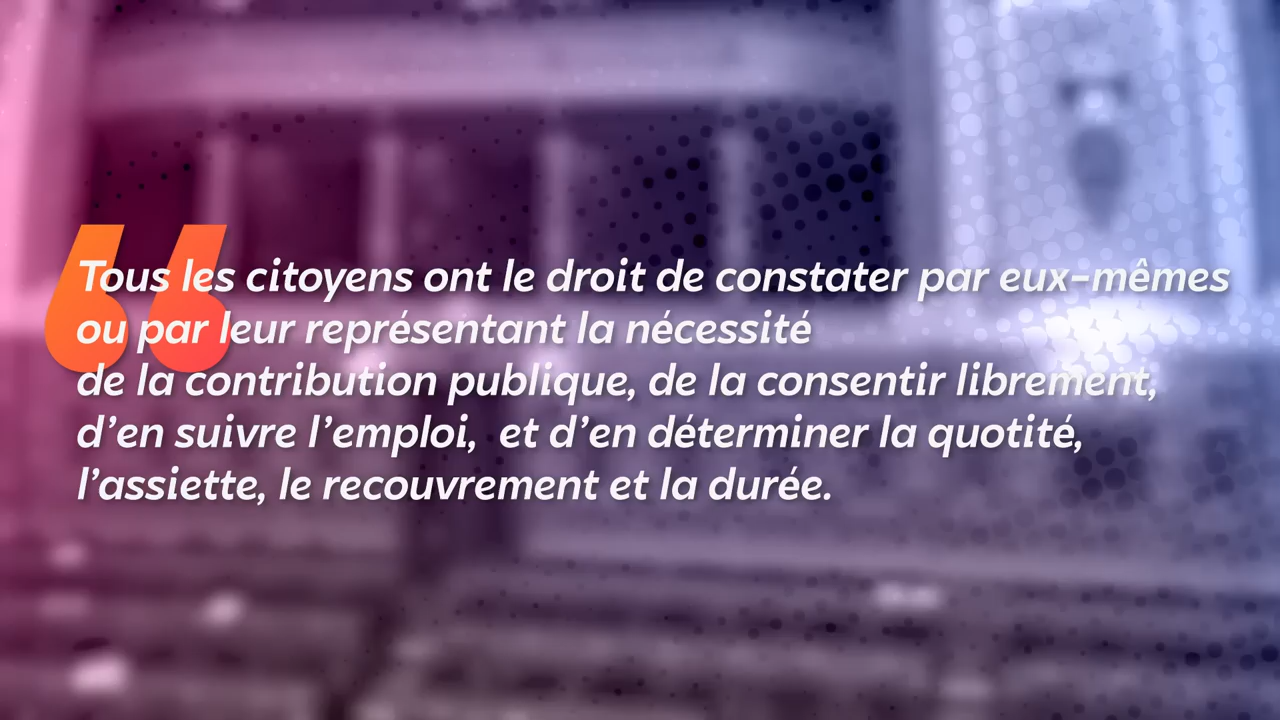 “
Tous les citoyens ont le droit de constater par eux-mêmes
ou par leur représentant la nécessité
de la contribution publique, de la consentir librement,
d’en suivre l’emploi,  et d’en déterminer la quotité,
l’assiette, le recouvrement et la durée.